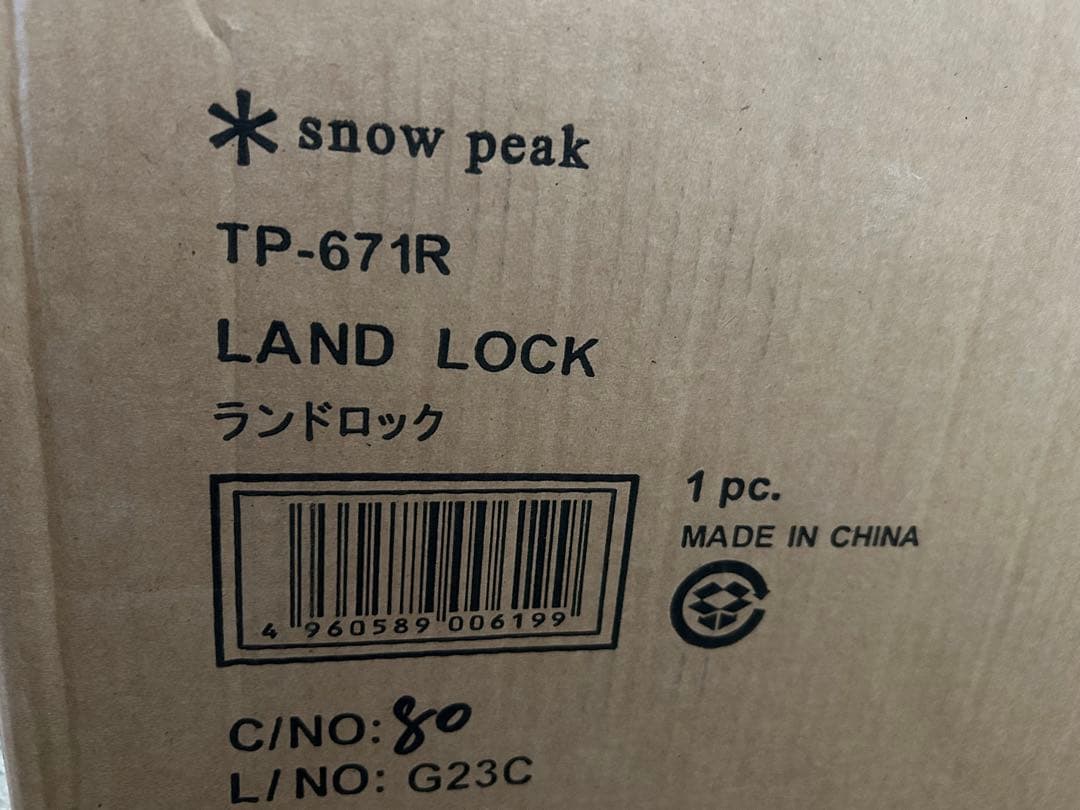 snow peak
TP-671R
LAND LOCK
ランドロック
1 pc.
MADE IN CHINA
4 960589 006199
C/NO: 80
L/NO: G23C